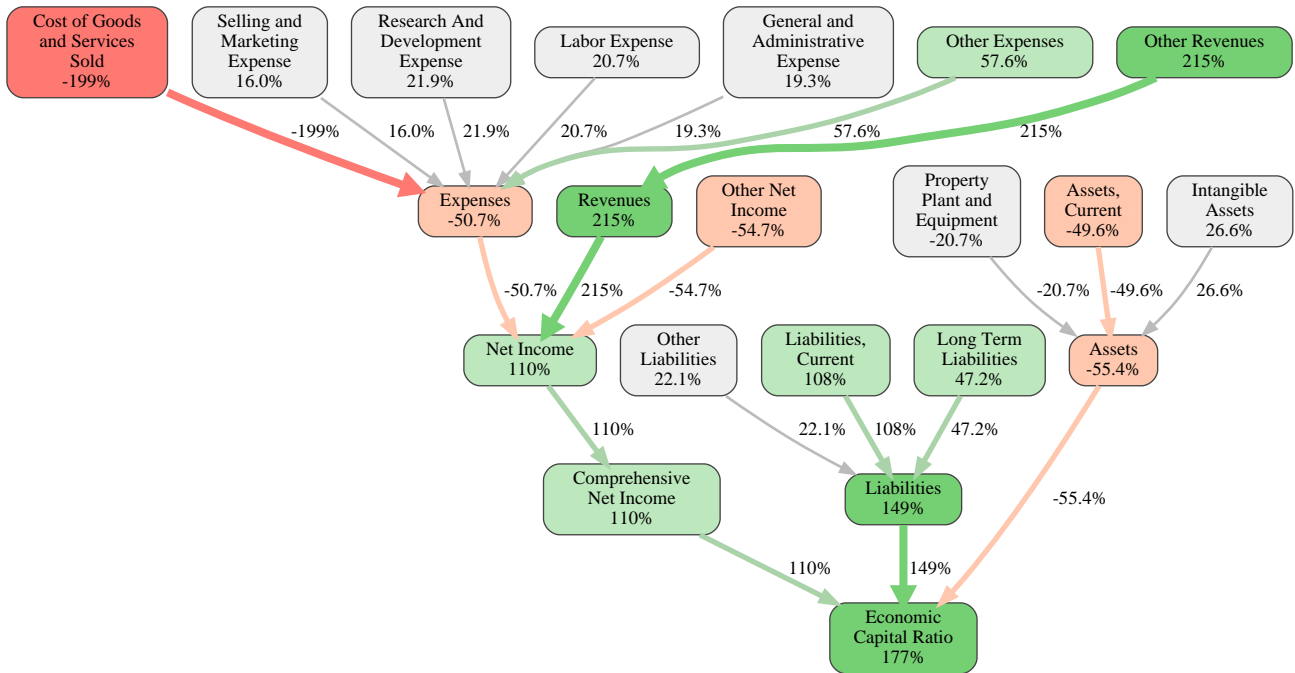 Cost of Goods
and Services
Sold
-199%
Selling and
Marketing
Expense
16.0%
Research And
Development
Expense
21.9%
Labor Expense
20.7%
General and
Administrative
Expense
19.3%
Other Expenses
57.6%
Other Revenues
215%
-199%
16.0%
21.9%
20.7%
19.3%
57.6%
215%
Expenses
-50.7%
Revenues
215%
Other Net
Income
-54.7%
Property
Plant and
Equipment
-20.7%
Assets,
Current
-49.6%
Intangible
Assets
26.6%
-50.7%
215%
-54.7%
-20.7%
-49.6%
26.6%
Net Income
110%
Other
Liabilities
22.1%
Liabilities,
Current
108%
Long Term
Liabilities
47.2%
Assets
-55.4%
110%
22.1%
108%
47.2%
-55.4%
Comprehensive
Net Income
110%
Liabilities
149%
110%
149%
Economic
Capital Ratio
177%